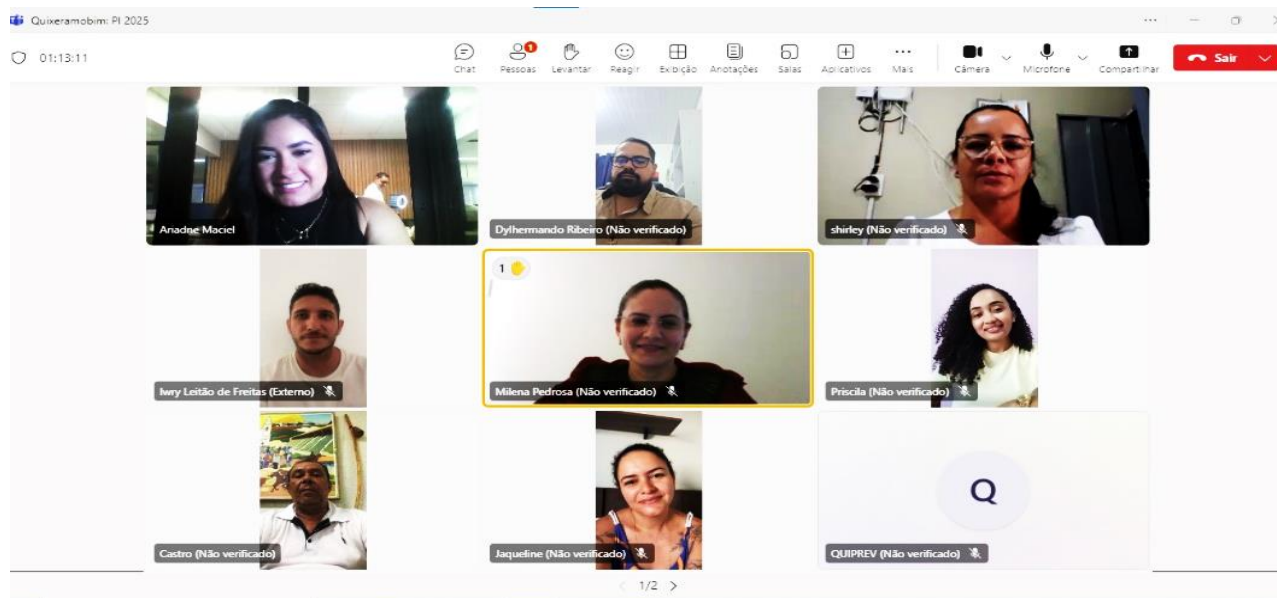 Quixeramobim: PI 2025
01:13:11
1
Chat
Pessoas
Levantar
Reagir
Exibição
Anotações
Salas
Aplicativos
Mais
Câmera
Microfone
Compartilhar
Sair
Ariadne Maciel
Dylhermando Ribeiro (Não verificado)
shirley (Não verificado)
1
Iwry Leitão de Freitas (Externo)
Milena Pedrosa (Não verificado)
Priscila (Não verificado)
Castro (Não verificado)
Jaqueline (Não verificado)
Q
QUIPREV (Não verificado)
1/2